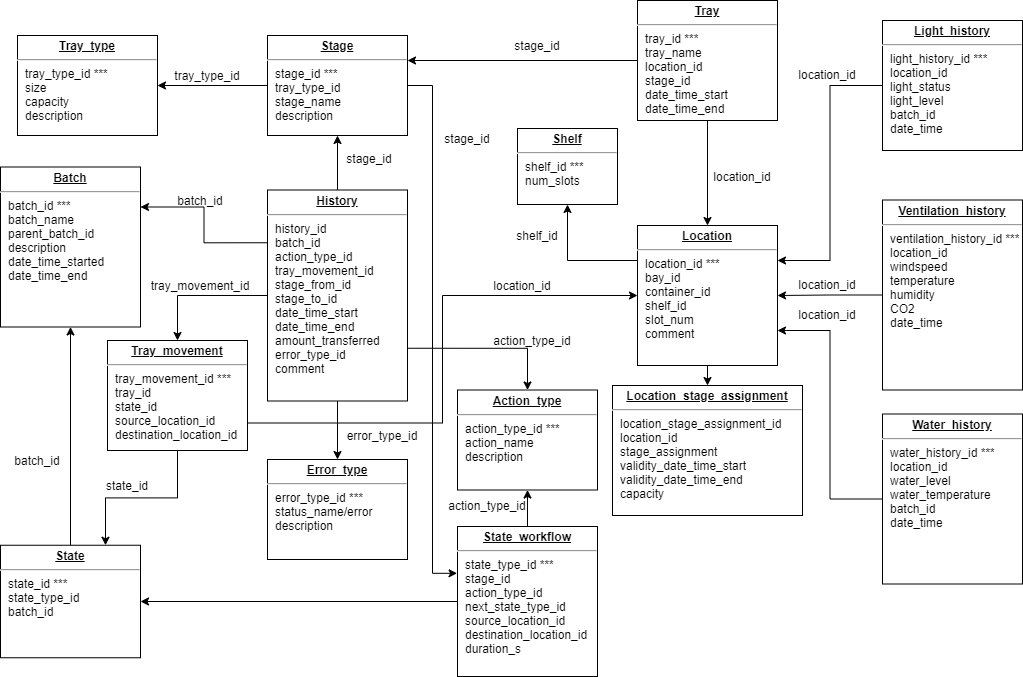 Tray_type
tray_type_id ***
size
capacity
description
tray_type_id
Stage
stage_id ***
tray_type_id
stage_name
description
stage_id
Tray
tray_id ***
tray_name
location_id
stage_id
date_time_start
date_time_end
location_id
Light_history
light_history_id ***
location_id
light_status
light_level
batch_id
date_time
stage_id
stage_id
Shelf
shelf_id ***
num_slots
location_id
shelf_id
Batch
batch_id ***
batch_name
parent_batch_id
description
date_time_started
date_time_end
batch_id
tray_movement_id
History
history_id
batch_id
action_type_id
tray_movement_id
stage_from_id
stage_to_id
date_time_start
date_time_end
amount_transferred
error_type_id
comment
location_id
Location
location_id ***
bay_id
container_id
shelf_id
slot_num
comment
location_id
location_id
Ventilation_history
ventilation_history_id ***
location_id
windspeed
temperature
humidity
CO2
date_time
Tray_movement
tray_movement_id ***
tray_id
state_id
source_location_id
destination_location_id
action_type_id
Action_type
action_type_id ***
action_name
description
Location_stage_assignment
location_stage_assignment_id
location_id
stage_assignment
validity_date_time_start
validity_date_time_end
capacity
Water_history
water_history_id ***
location_id
water_level
water_temperature
batch_id
date_time
batch_id
state_id
error_type_id
Error_type
error_type_id ***
status_name/error
description
action_type_id
State
state_id ***
state_type_id
batch_id
State_workflow
state_type_id ***
stage_id
action_type_id
next_state_type_id
source_location_id
destination_location_id
duration_s